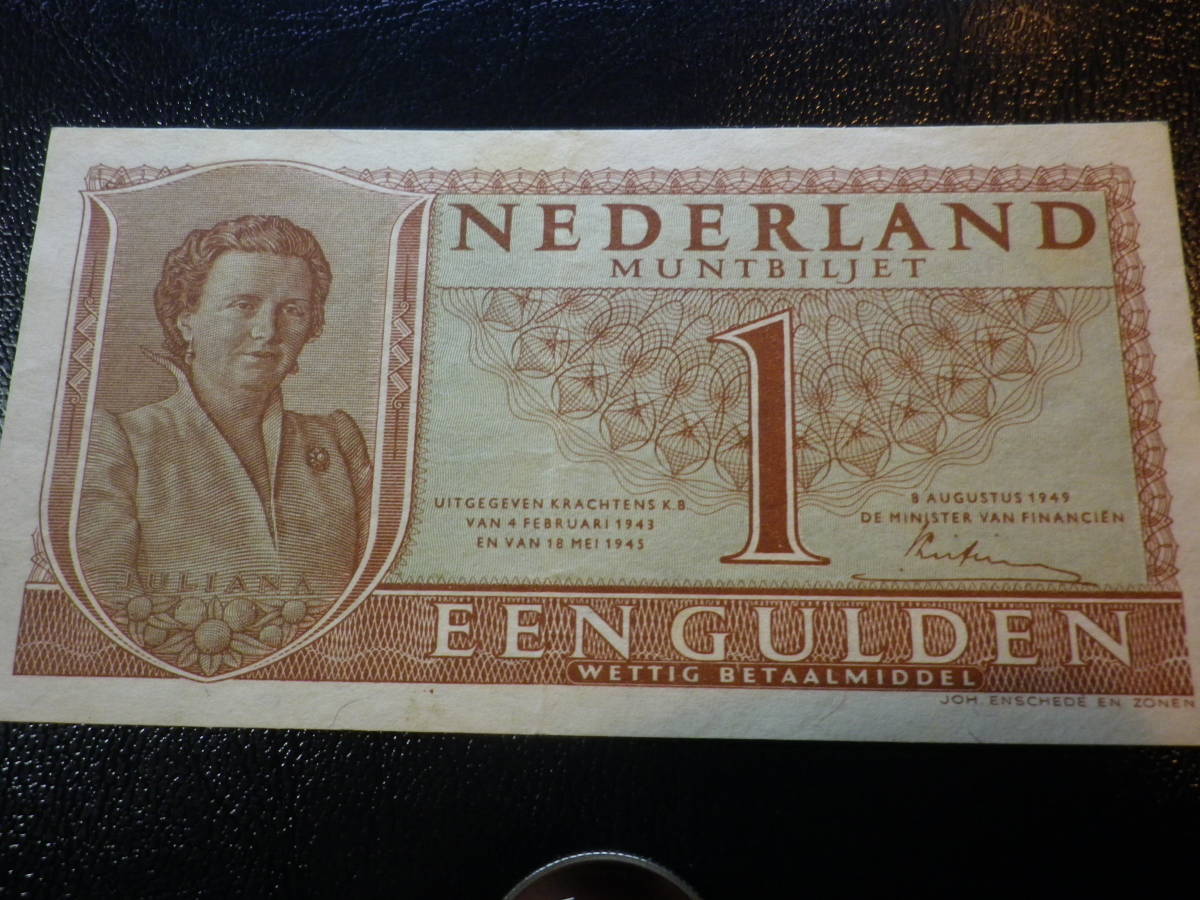 NEDERLAND
MUNTBILJET
1
UITGEGEVEN KRACHTENS K.B.
VAN 4 FEBRUARI 1943
EN VAN 18 MEI 1945
8 AUGUSTUS 1949
DE MINISTER VAN FINANCIËN
JULIANA
EEN GULDEN
WETTIG BETAALMIDDEL
JOH. ENSCHEDE EN ZONEN